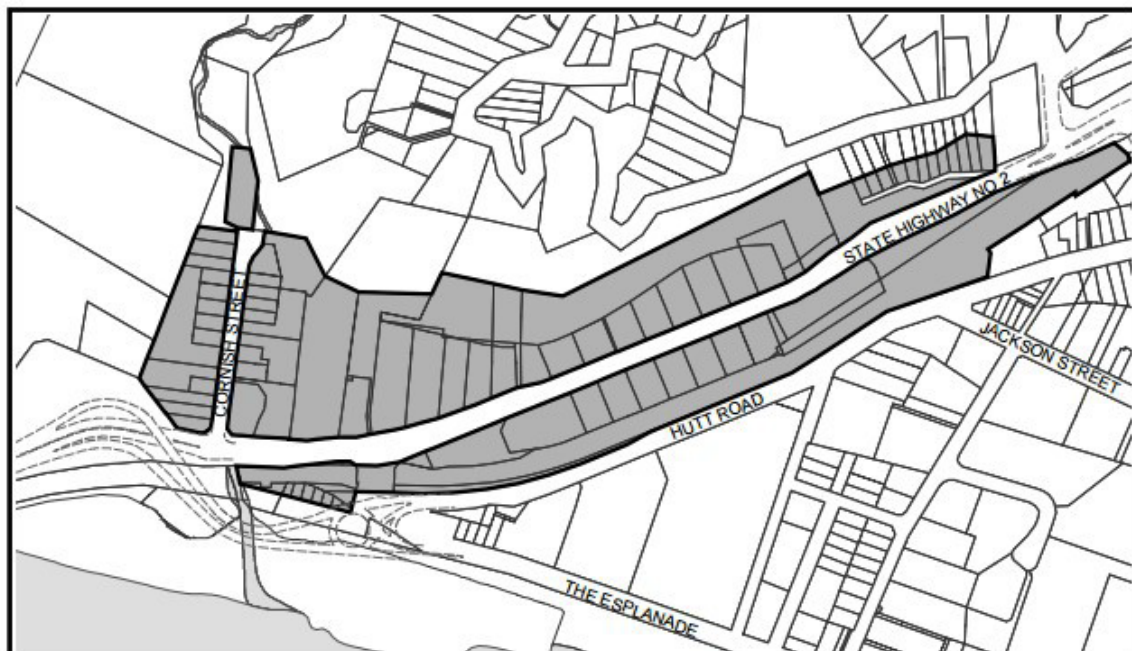 STATE HIGHWAY NO 2
CORNISH STREET
JACKSON STREET
HUTT ROAD
THE ESPLANADE